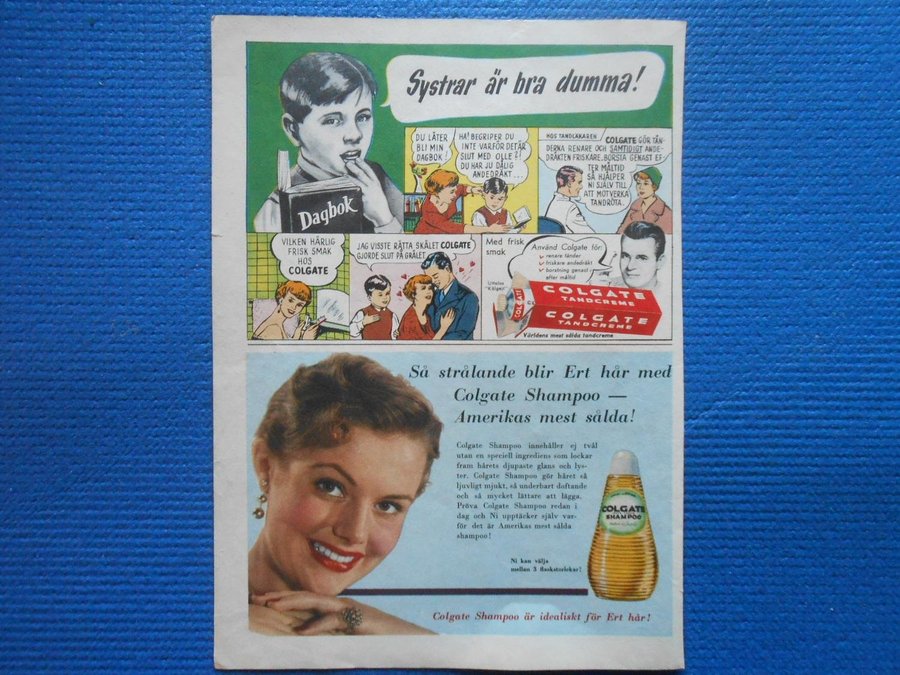 Systrar är bra dumma!
Dagbok
DU LÅTER
BLI MIN
DAGBOK!
HA! BEGRIPER DU
INTE VARFÖR DET ÄR
SLUT MED OLLE?!
DU HAR JU DÅLIG
ANDEDRÄKT...
HOS TANDLÄKAREN
COLGATE GÖR TÄN-
DERNA RENARE OCH SAMTIDIGT ANDE-
DRÄKTEN FRISKARE. BORSTA GENAST EF-
TER MÅLTID
SÅ HJÄLPER
NI SJÄLV TILL
ATT MOTVERKA
TANDRÖTA.
VILKEN HÄRLIG
FRISK SMAK
HOS
COLGATE
JAG VISSTE RÄTTA SKÄLET COLGATE
GJORDE SLUT PÅ GRÄLET
Med frisk
smak
Använd Colgate för:
renare tänder
friskare andedräkt
borstning genast
efter måltid
COLGATE
TANDCREME
COLGATE
TANDCREME
Världens mest sålda tandcreme
Så strålande blir Ert hår med
Colgate Shampoo —
Amerikas mest sålda!
Colgate Shampoo innehåller ej tvål
utan en speciell ingrediens som lockar
fram hårets djupaste glans och lys-
ter. Colgate Shampoo gör håret så
ljuvligt mjukt, så underbart doftande
och så mycket lättare att lägga.
Pröva Colgate Shampoo redan i
dag och Ni upptäcker själv var-
för det är Amerikas mest sålda
shampoo!
COLGATE
SHAMPOO
Ni kan välja
mellan 3 flaskstorlekar!
Colgate Shampoo är idealiskt för Ert hår!